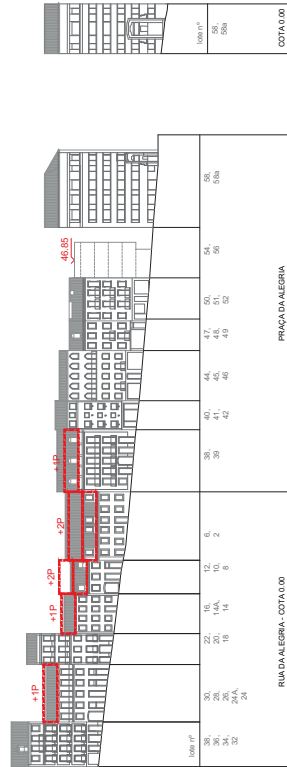 +1P
+1P
+2P
+2P
+1P
46.85
lote nº
38,
36,
34,
32
30,
28,
26,
24A,
24
22,
20,
18
16,
14A,
14
12,
10,
8
6,
2
38,
39
40,
41,
42
44,
45,
46
47,
48,
49
50,
51,
52
54,
56
58,
58a
lote nº
58,
58a
RUA DA ALEGRIA - COTA 0.00
PRAÇA DA ALEGRIA
COTA 0.00